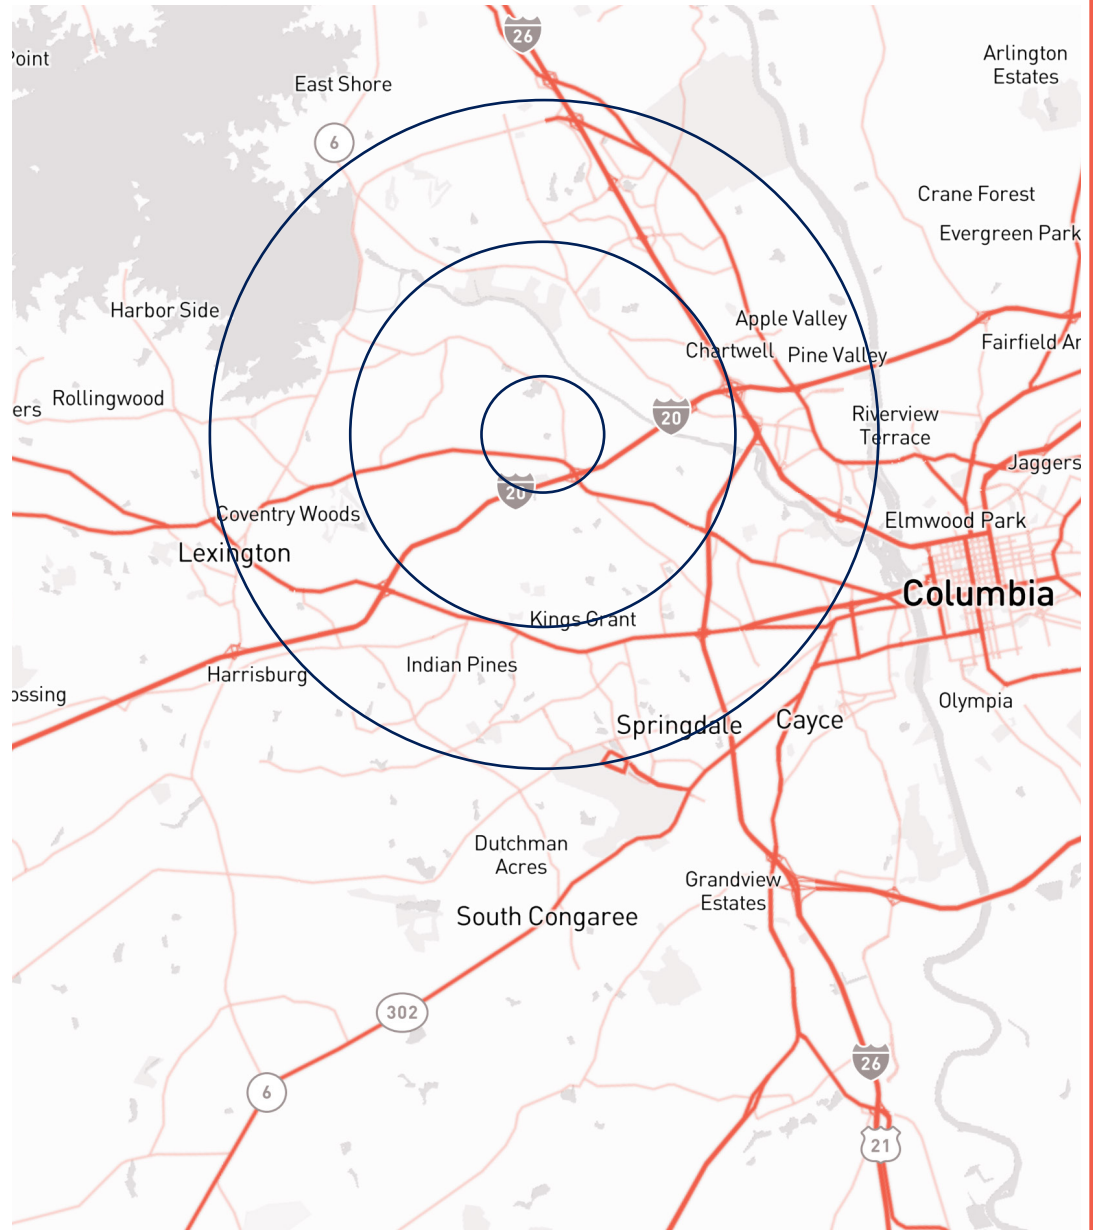 26
Point
Arlington
Estates
East Shore
6
Crane Forest
Evergreen Park
Harbor Side
Apple Valley
Chartwell
Pine Valley
Fairfield Ar
ers
Rollingwood
20
Riverview
Terrace
Jaggers
20
Coventry Woods
Elmwood Park
Lexington
Columbia
Kings Grant
Indian Pines
Harrisburg
ossing
Olympia
Springdale
Cayce
Dutchman
Acres
Grandview
Estates
South Congaree
302
26
6
21